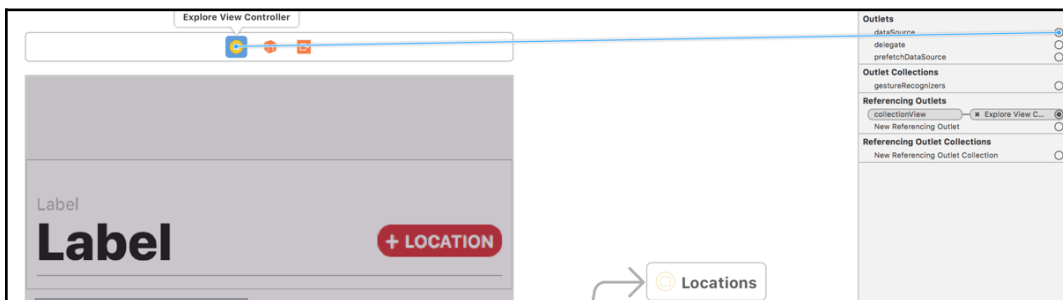 Explore View Controller
Outlets
dataSource
delegate
prefetchDataSource
Outlet Collections
gestureRecognizers
Referencing Outlets
collectionView
Explore View C...
New Referencing Outlet
Referencing Outlet Collections
New Referencing Outlet Collection
Label
Label
+ LOCATION
Locations